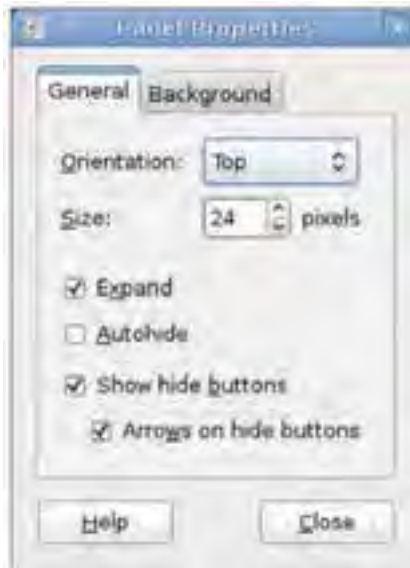 Panel Properties
General Background
Orientation: Top
Size: 24 pixels
Expand
Autohide
Show hide buttons
Arrows on hide buttons
Help Close